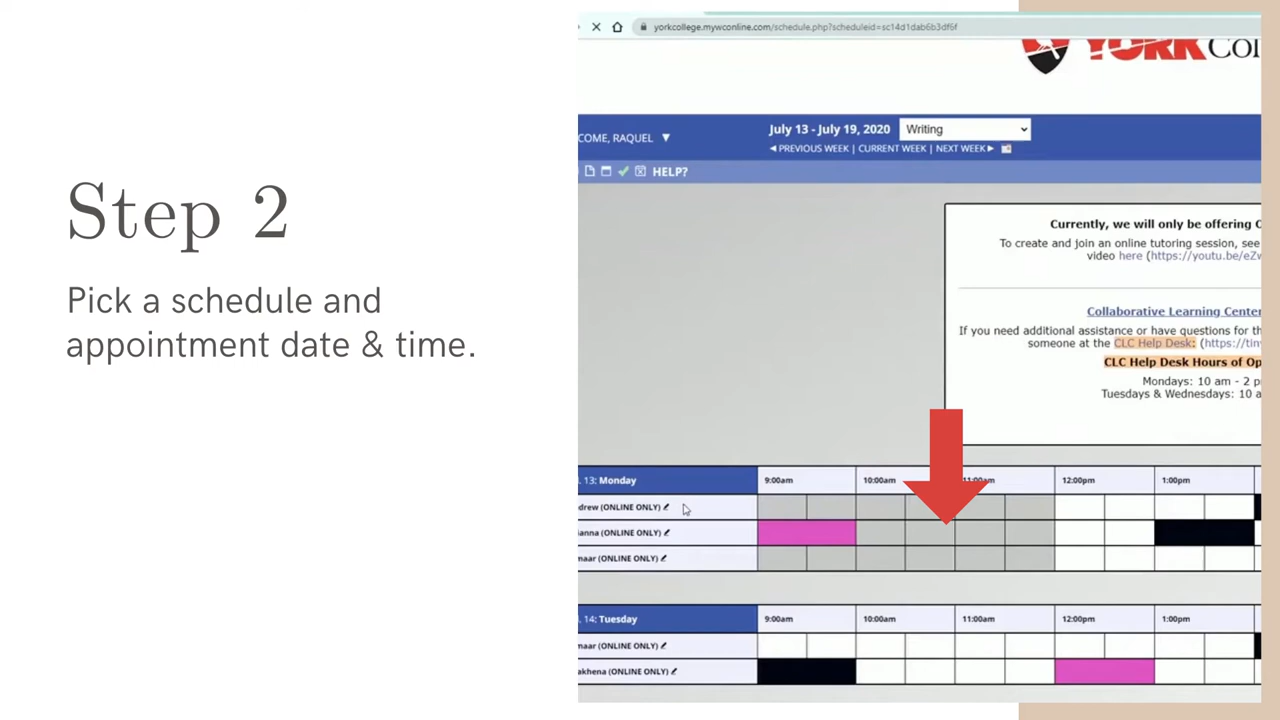 Step 2
Pick a schedule and
appointment date & time.
yorkcollege.mywconline.com/schedule.php?scheduleid=sc14d1dab6b3df6f
YORK Col
COME, RAQUEL ▼
July 13 - July 19, 2020 Writing
◀ PREVIOUS WEEK | CURRENT WEEK | NEXT WEEK ▶
HELP?
Currently, we will only be offering
To create and join an online tutoring session, see
video here (https://youtu.be/eZ
Collaborative Learning Center
If you need additional assistance or have questions for th
someone at the CLC Help Desk: (https://tin
CLC Help Desk Hours of Op
Mondays: 10 am - 2 p
Tuesdays & Wednesdays: 10 a
. 13: Monday 9:00am 10:00am 11:00am 12:00pm 1:00pm
drew (ONLINE ONLY)
ianna (ONLINE ONLY)
maar (ONLINE ONLY)
. 14: Tuesday 9:00am 10:00am 11:00am 12:00pm 1:00pm
maar (ONLINE ONLY)
akhena (ONLINE ONLY)